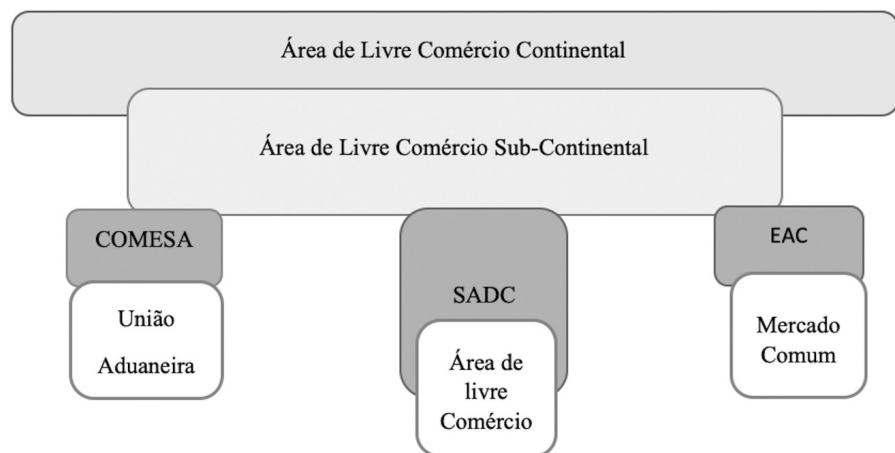 Área de Livre Comércio Continental
Área de Livre Comércio Sub-Continental
COMESA
União
Aduaneira
SADC
Área de
livre
Comércio
EAC
Mercado
Comum